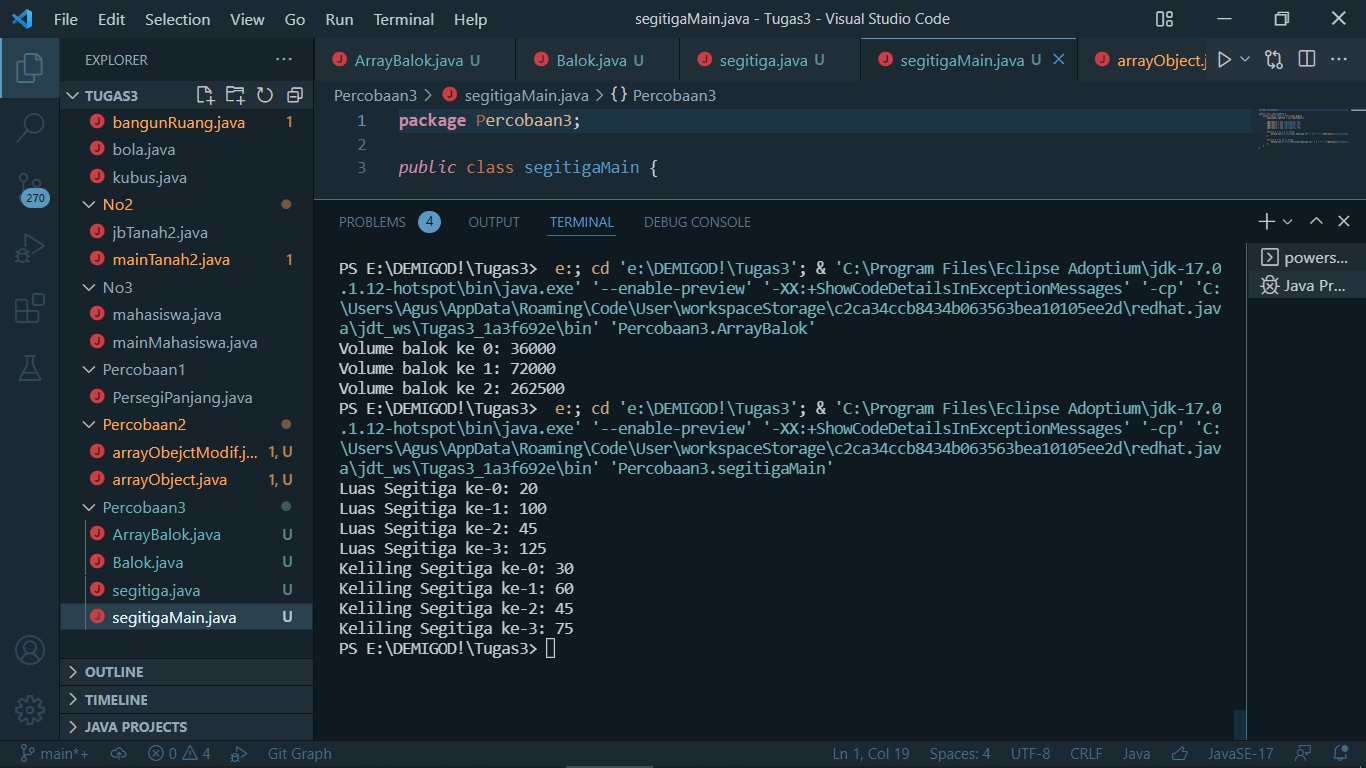 File Edit Selection View Go Run Terminal Help segitigaMain.java - Tugas3 - Visual Studio Code
EXPLORER
TUGAS3
bangunRuang.java 1
bola.java
kubus.java
No2
jbTanah2.java
mainTanah2.java 1
No3
mahasiswa.java
mainMahasiswa.java
Percobaan1
PersegiPanjang.java
Percobaan2
arrayObejctModif.j... 1, U
arrayObject.java 1, U
Percobaan3
ArrayBalok.java U
Balok.java U
segitiga.java U
segitigaMain.java U
OUTLINE
TIMELINE
JAVA PROJECTS
270
ArrayBalok.java U Balok.java U segitiga.java U segitigaMain.java U arrayObject.j
Percobaan3 > segitigaMain.java > {} Percobaan3
1 package Percobaan3;
2
3 public class segitigaMain {
PROBLEMS 4 OUTPUT TERMINAL DEBUG CONSOLE
PS E:\DEMIGOD!\Tugas3> e:; cd 'e:\DEMIGOD!\Tugas3'; & 'C:\Program Files\Eclipse Adoptium\jdk-17.0
.1.12-hotspot\bin\java.exe' '--enable-preview' '-XX:+ShowCodeDetailsInExceptionMessages' '-cp' 'C:
\Users\Agus\AppData\Roaming\Code\User\workspaceStorage\c2ca34ccb8434b063563bea10105ee2d\redhat.jav
a\jdt_ws\Tugas3_1a3f692e\bin' 'Percobaan3.ArrayBalok'
Volume balok ke 0: 36000
Volume balok ke 1: 72000
Volume balok ke 2: 262500
PS E:\DEMIGOD!\Tugas3> e:; cd 'e:\DEMIGOD!\Tugas3'; & 'C:\Program Files\Eclipse Adoptium\jdk-17.0
.1.12-hotspot\bin\java.exe' '--enable-preview' '-XX:+ShowCodeDetailsInExceptionMessages' '-cp' 'C:
\Users\Agus\AppData\Roaming\Code\User\workspaceStorage\c2ca34ccb8434b063563bea10105ee2d\redhat.jav
a\jdt_ws\Tugas3_1a3f692e\bin' 'Percobaan3.segitigaMain'
Luas Segitiga ke-0: 20
Luas Segitiga ke-1: 100
Luas Segitiga ke-2: 45
Luas Segitiga ke-3: 125
Keliling Segitiga ke-0: 30
Keliling Segitiga ke-1: 60
Keliling Segitiga ke-2: 45
Keliling Segitiga ke-3: 75
PS E:\DEMIGOD!\Tugas3>
powers...
Java Pr...
main*+ 0 4 Git Graph Ln 1, Col 19 Spaces: 4 UTF-8 CRLF Java JavaSE-17